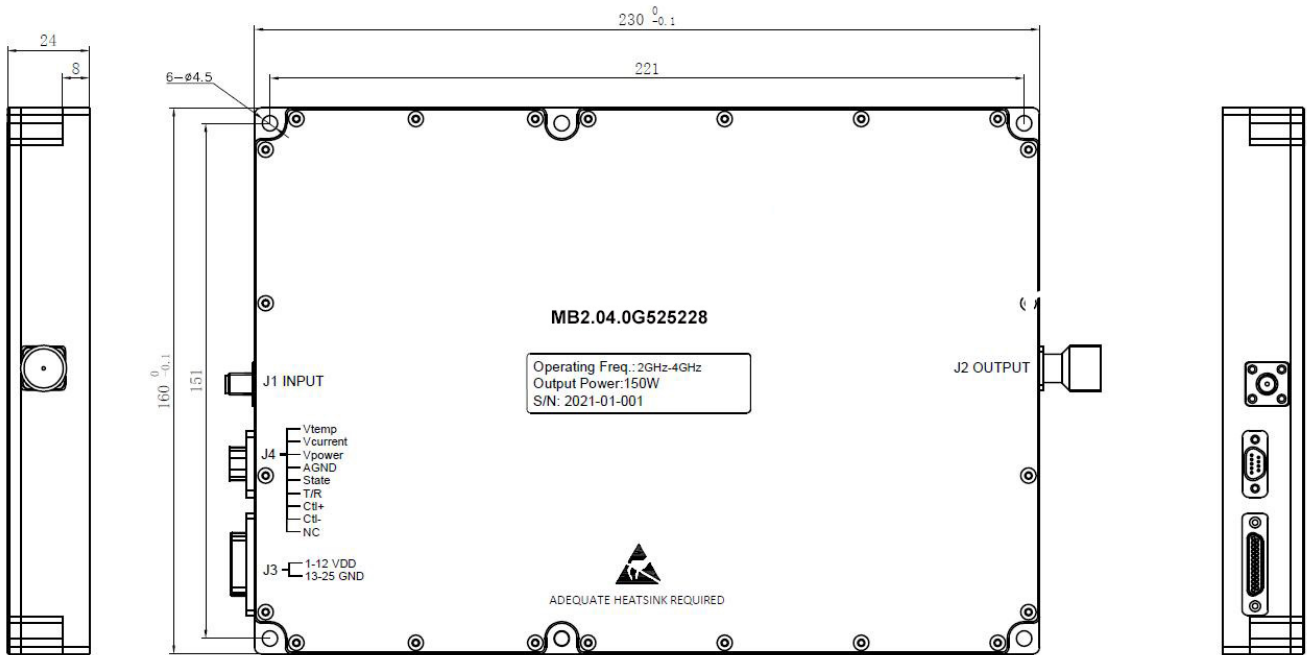 230 0 -0.1
24
8
221
6-ø4.5
160 0 -0.1
151
MB2.04.0G525228
Operating Freq.: 2GHz-4GHz
Output Power:150W
S/N: 2021-01-001
J1 INPUT
J2 OUTPUT
J4
Vtemp
Vcurrent
Vpower
AGND
State
T/R
Ctl+
Ctl-
NC
J3
1-12 VDD
13-25 GND
ADEQUATE HEATSINK REQUIRED